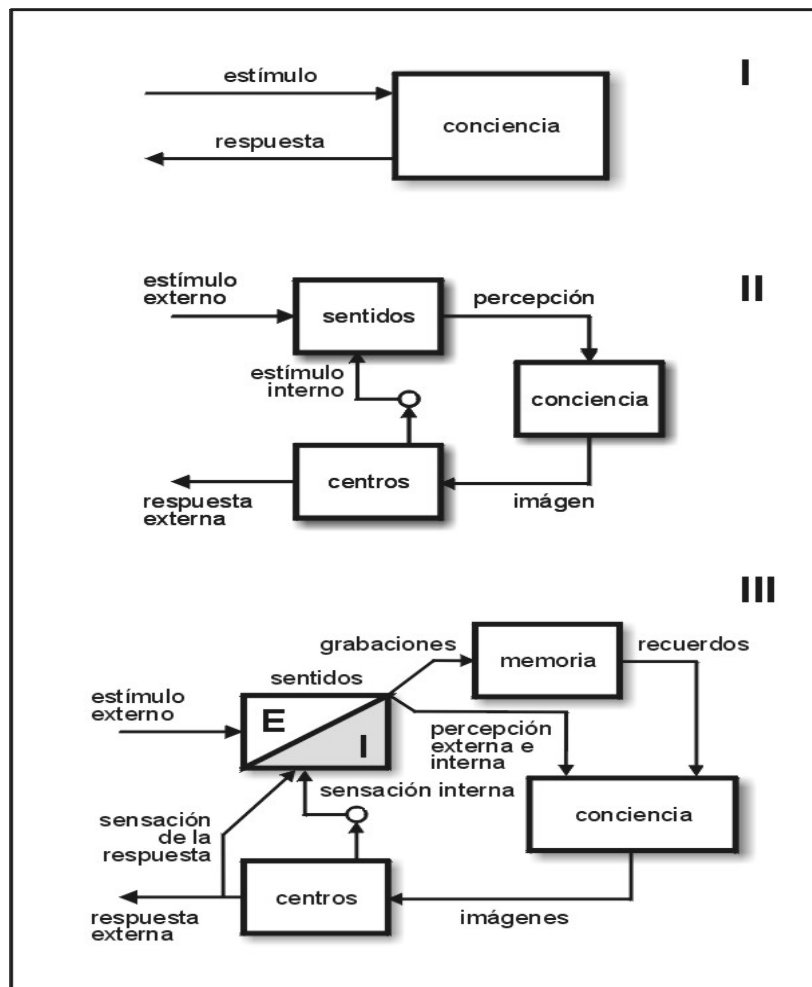 I
estímulo
conciencia
respuesta
II
estímulo
externo
sentidos
percepción
estímulo
interno
conciencia
centros
respuesta
externa
imágen
III
grabaciones
memoria
recuerdos
sentidos
estímulo
externo
E
I
percepción
externa e
interna
sensación interna
conciencia
sensación
de la
respuesta
centros
respuesta
externa
imágenes